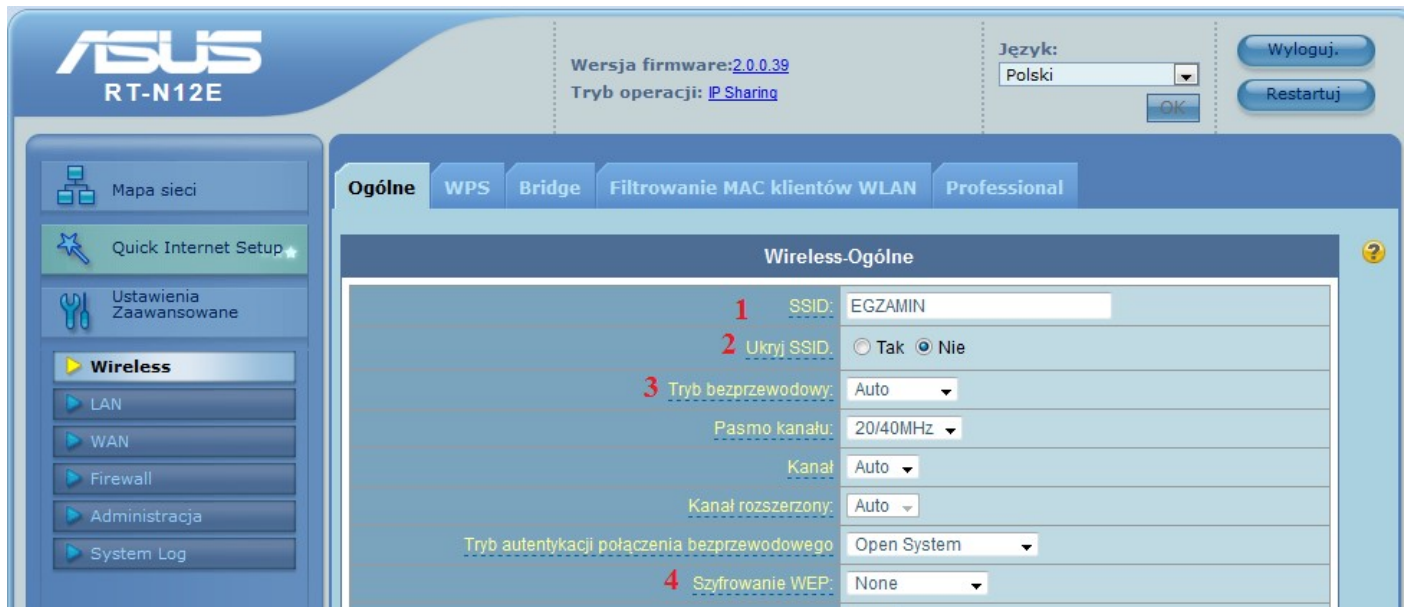 ASUS
RT-N12E
Wersja firmware:2.0.0.39
Tryb operacji: IP Sharing
Język:
Polski
OK
Wyloguj.
Restartuj
Mapa sieci
Quick Internet Setup
Ustawienia
Zaawansowane
Wireless
LAN
WAN
Firewall
Administracja
System Log
Ogólne WPS Bridge Filtrowanie MAC klientów WLAN Professional
Wireless-Ogólne
?
1 SSID: EGZAMIN
2 Ukryj SSID. Tak Nie
3 Tryb bezprzewodowy: Auto
Pasmo kanału: 20/40MHz
Kanał Auto
Kanał rozszerzony: Auto
Tryb autentykacji połączenia bezprzewodowego Open System
4 Szyfrowanie WEP: None